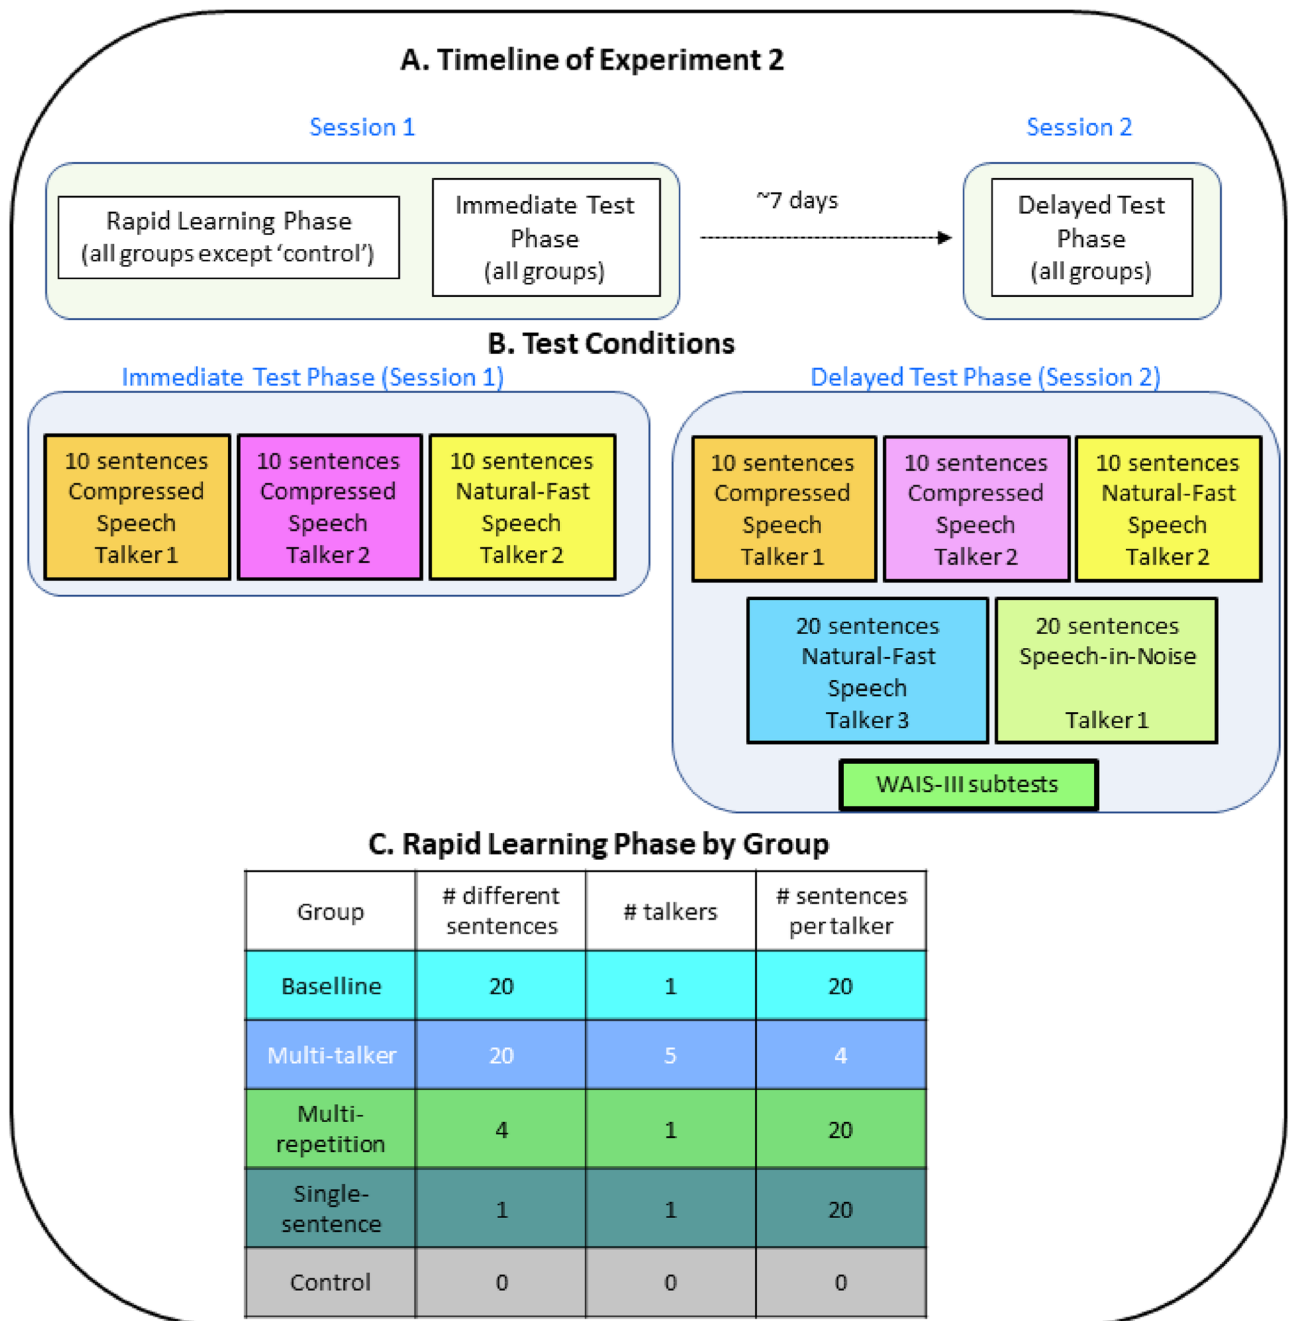 A. Timeline of Experiment 2
Session 1
Session 2
Rapid Learning Phase
(all groups except ‘control’)
Immediate Test
Phase
(all groups)
~7 days
Delayed Test
Phase
(all groups)
B. Test Conditions
Immediate Test Phase (Session 1)
10 sentences
Compressed
Speech
Talker 1
10 sentences
Compressed
Speech
Talker 2
10 sentences
Natural-Fast
Speech
Talker 2
Delayed Test Phase (Session 2)
10 sentences
Compressed
Speech
Talker 1
10 sentences
Compressed
Speech
Talker 2
10 sentences
Natural-Fast
Speech
Talker 2
20 sentences
Natural-Fast
Speech
Talker 3
20 sentences
Speech-in-Noise
Talker 1
WAIS-III subtests
C. Rapid Learning Phase by Group
Group
# different
sentences
# talkers
# sentences
per talker
Baselline
20
1
20
Multi-talker
20
5
4
Multi-
repetition
4
1
20
Single-
sentence
1
1
20
Control
0
0
0